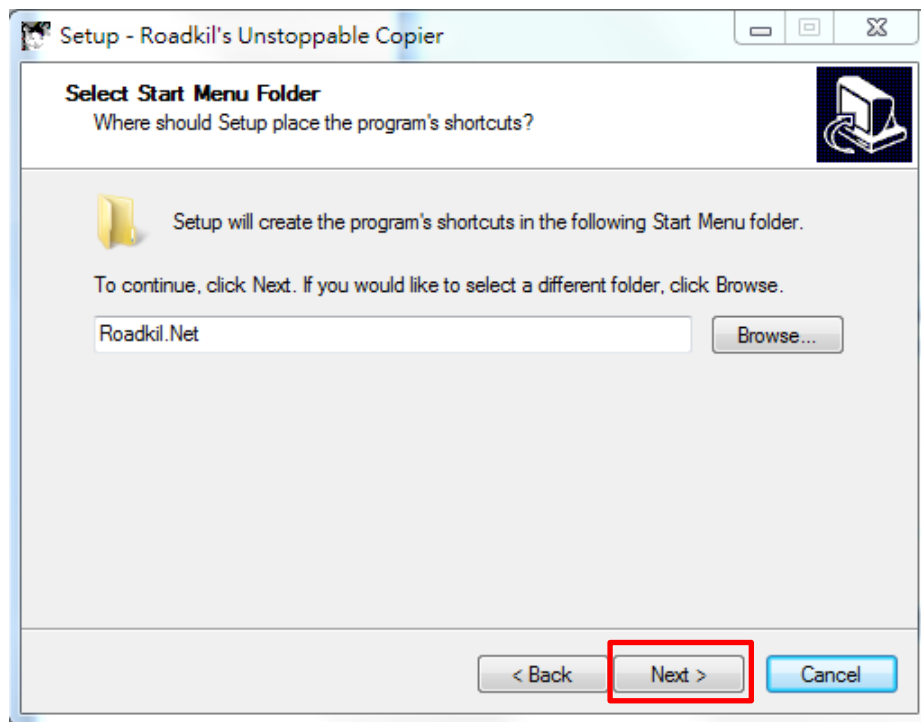 Setup - Roadkil's Unstoppable Copier
Select Start Menu Folder
Where should Setup place the program's shortcuts?
Setup will create the program's shortcuts in the following Start Menu folder.
To continue, click Next. If you would like to select a different folder, click Browse.
Roadkil.Net
Browse...
< Back
Next >
Cancel